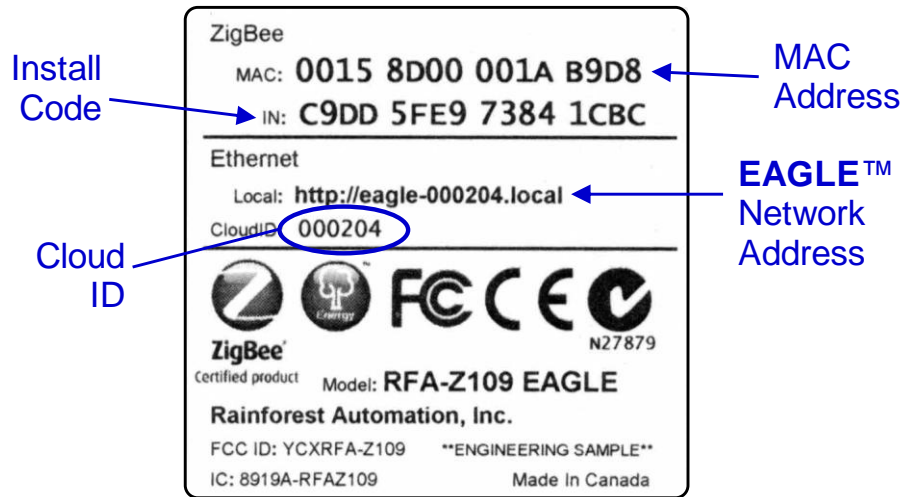 ZigBee
MAC: 0015 8D00 001A B9D8
MAC Address
Install Code
IN: C9DD 5FE9 7384 1CBC
Ethernet
Local: http://eagle-000204.local
EAGLE™ Network Address
CloudID: 000204
Cloud ID
Energy
FC CE
N27879
ZigBee®
Certified product
Model: RFA-Z109 EAGLE
Rainforest Automation, Inc.
FCC ID: YCXRFA-Z109 **ENGINEERING SAMPLE**
IC: 8919A-RFAZ109 Made In Canada